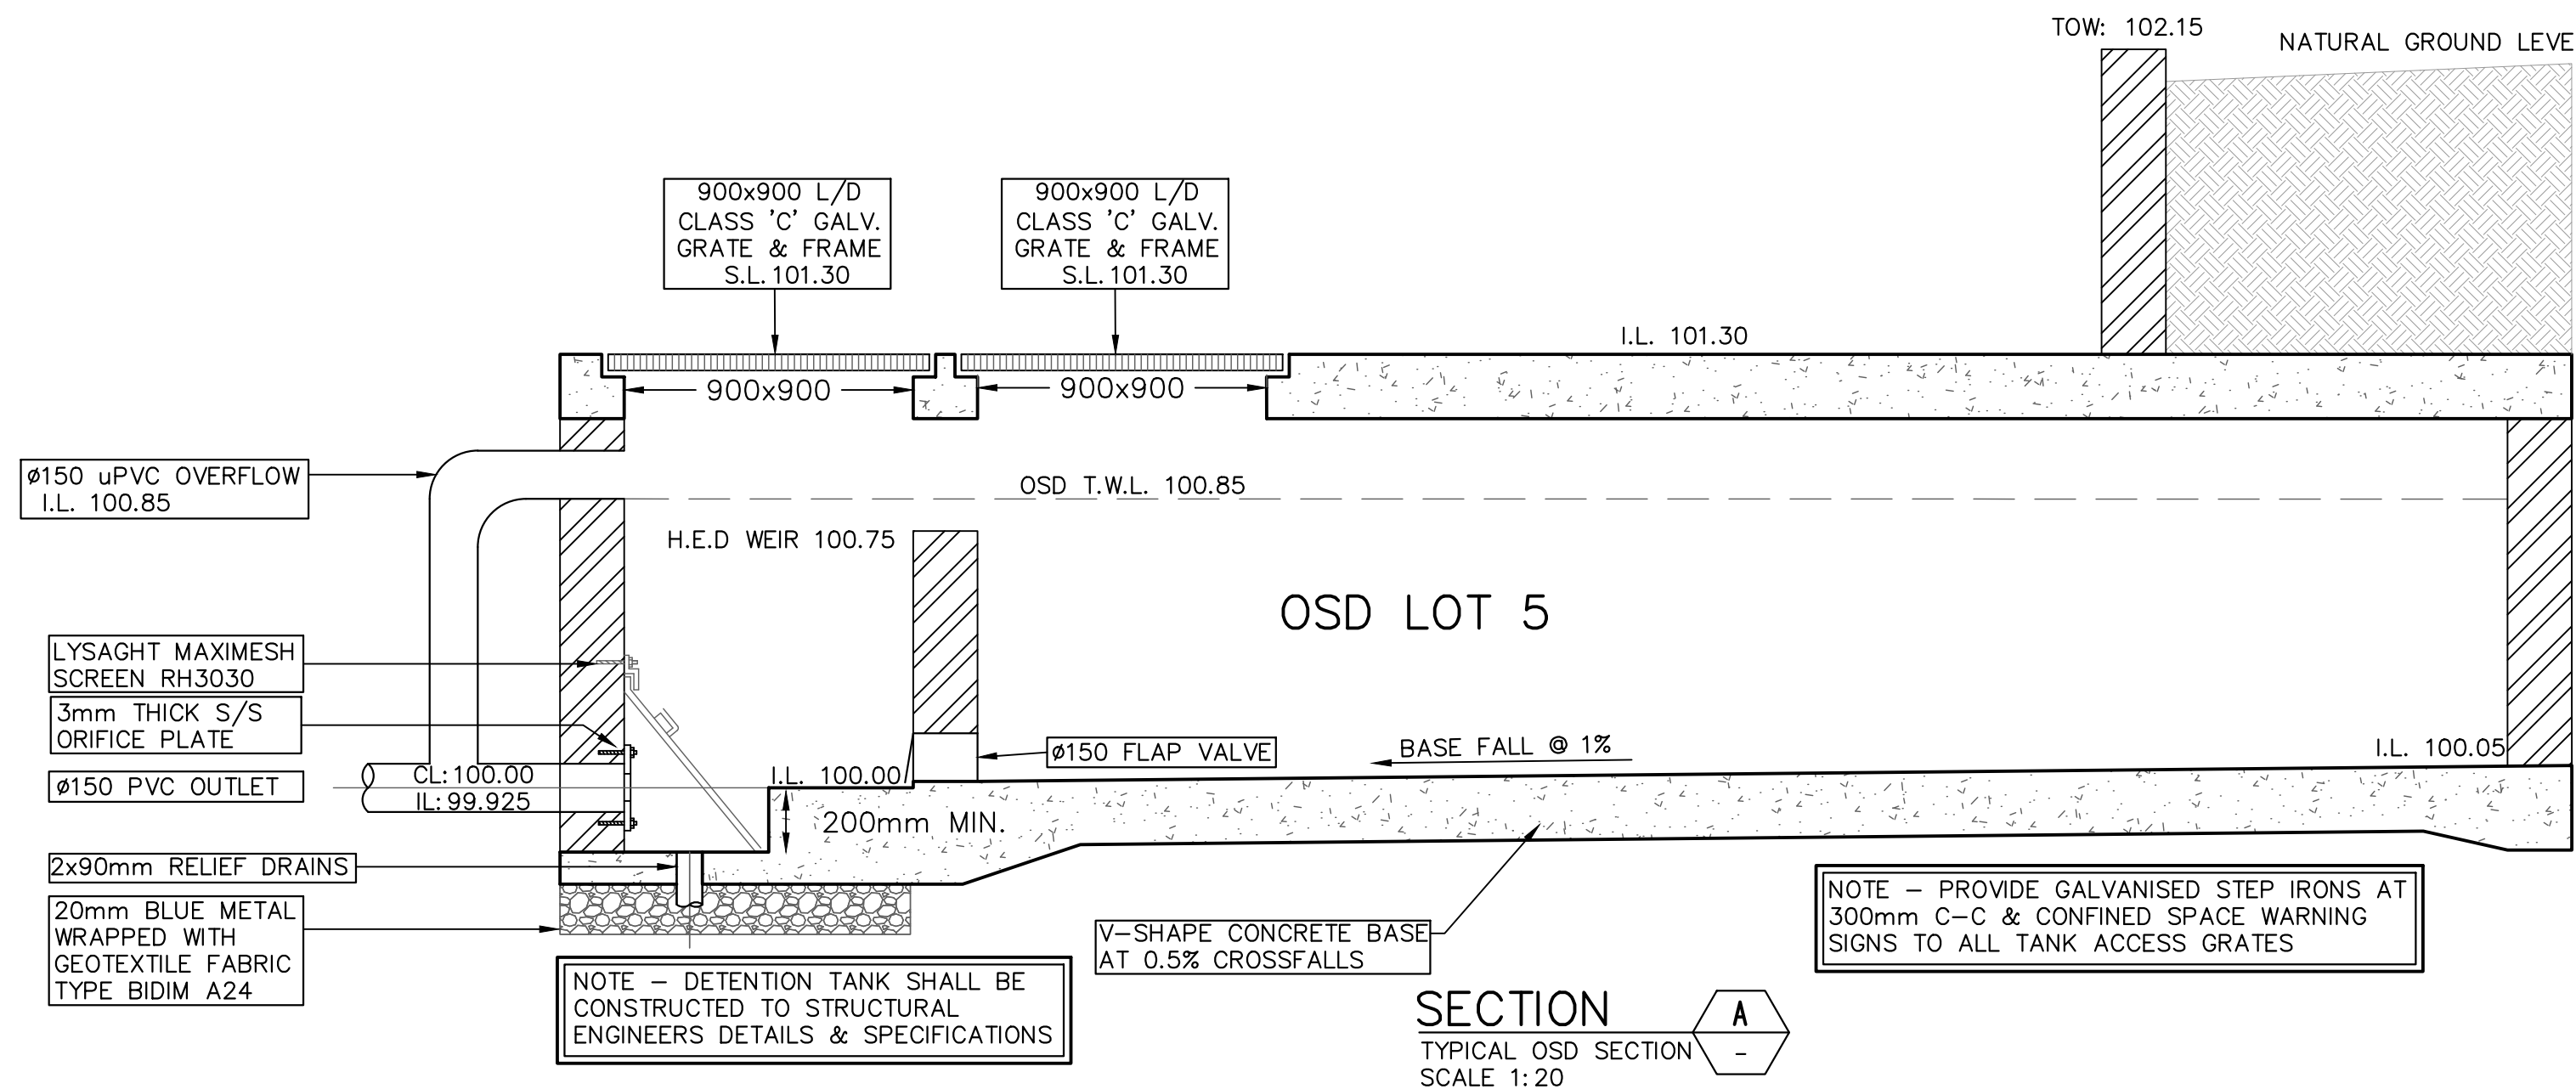 TOW: 102.15
NATURAL GROUND LEVE
900x900 L/D
CLASS 'C' GALV.
GRATE & FRAME
S.L. 101.30
900x900 L/D
CLASS 'C' GALV.
GRATE & FRAME
S.L. 101.30
I.L. 101.30
900x900
900x900
Ø150 uPVC OVERFLOW
I.L. 100.85
OSD T.W.L. 100.85
H.E.D WEIR 100.75
OSD LOT 5
LYSAGHT MAXIMESH
SCREEN RH3030
3mm THICK S/S
ORIFICE PLATE
Ø150 PVC OUTLET
CL: 100.00
IL: 99.925
I.L. 100.00
Ø150 FLAP VALVE
BASE FALL @ 1%
I.L. 100.05
200mm MIN.
2x90mm RELIEF DRAINS
20mm BLUE METAL
WRAPPED WITH
GEOTEXTILE FABRIC
TYPE BIDIM A24
V-SHAPE CONCRETE BASE
AT 0.5% CROSSFALLS
NOTE - PROVIDE GALVANISED STEP IRONS AT
300mm C-C & CONFINED SPACE WARNING
SIGNS TO ALL TANK ACCESS GRATES
NOTE - DETENTION TANK SHALL BE
CONSTRUCTED TO STRUCTURAL
ENGINEERS DETAILS & SPECIFICATIONS
SECTION
A
-
TYPICAL OSD SECTION
SCALE 1:20